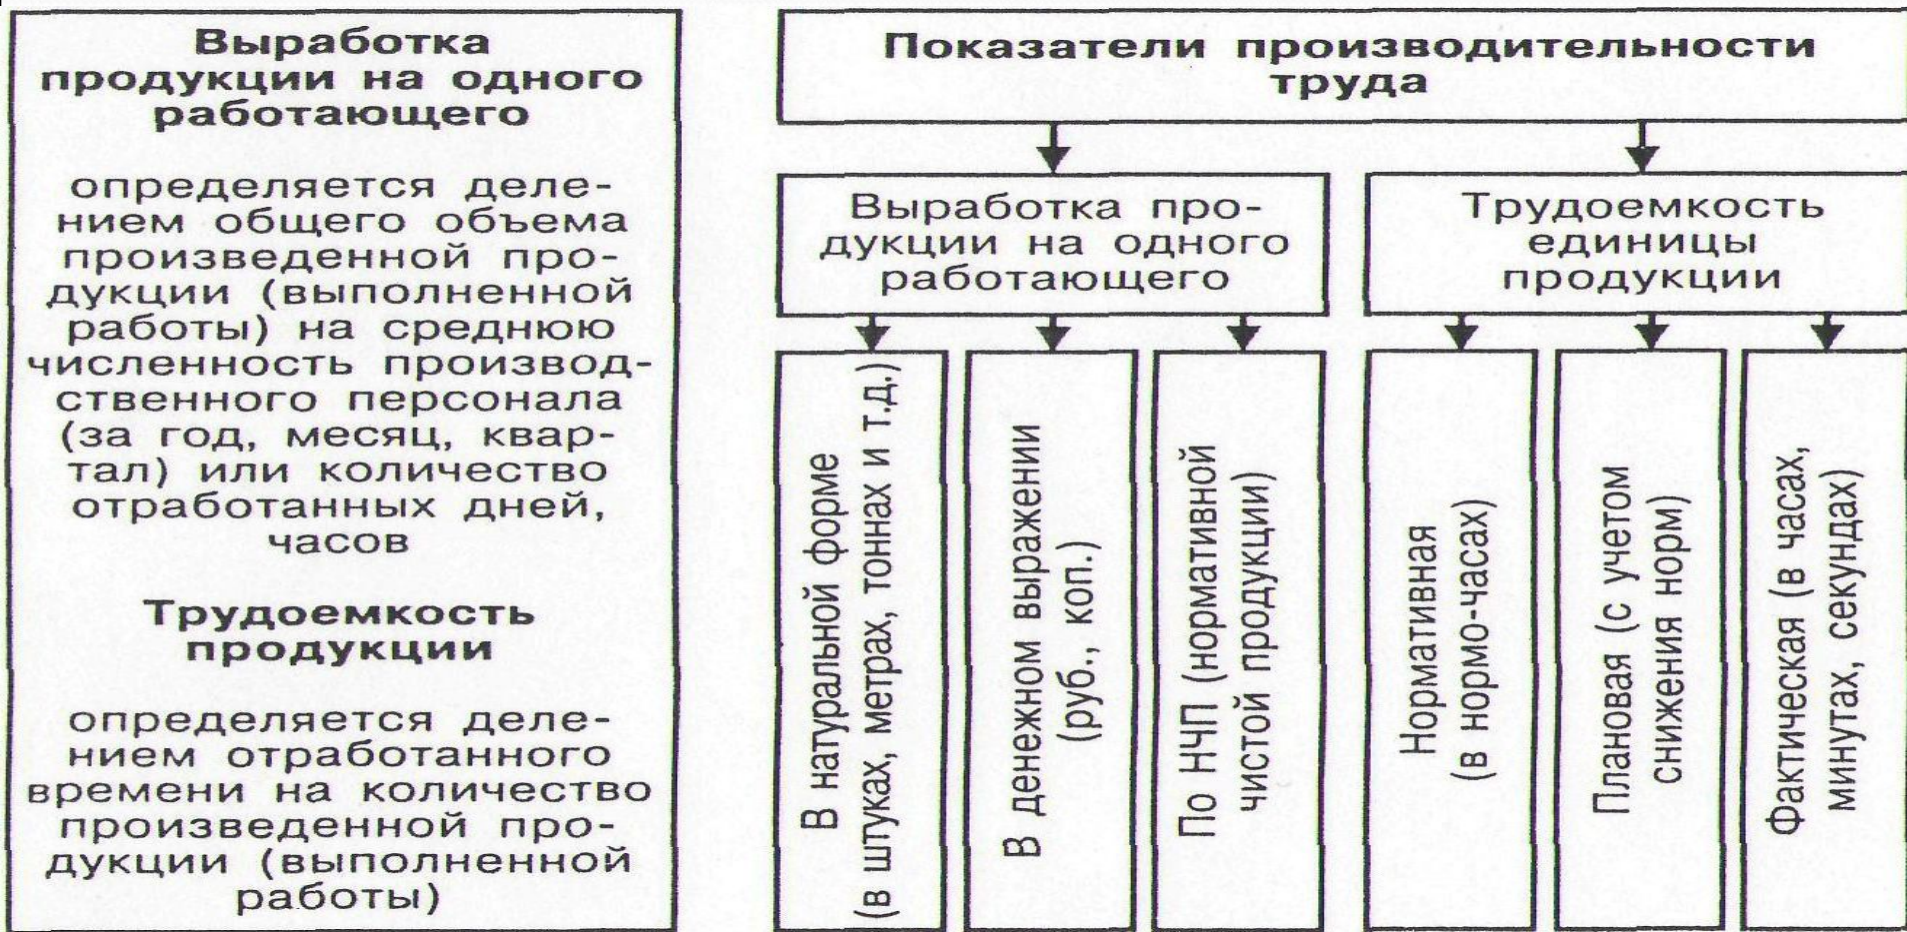 Выработка
продукции на одного
работающего
определяется деле-
нием общего объема
произведенной про-
дукции (выполненной
работы) на среднюю
численность производ-
ственного персонала
(за год, месяц, квар-
тал) или количество
отработанных дней,
часов
Трудоемкость
продукции
определяется деле-
нием отработанного
времени на количество
произведенной про-
дукции (выполненной
работы)
Показатели производительности
труда
Выработка про-
дукции на одного
работающего
Трудоемкость
единицы
продукции
В натуральной форме
(в штуках, метрах, тоннах и т.д.)
В денежном выражении
(руб., коп.)
По НЧП (нормативной
чистой продукции)
Нормативная
(в нормо-часах)
Плановая (с учетом
снижения норм)
Фактическая (в часах,
минутах, секундах)